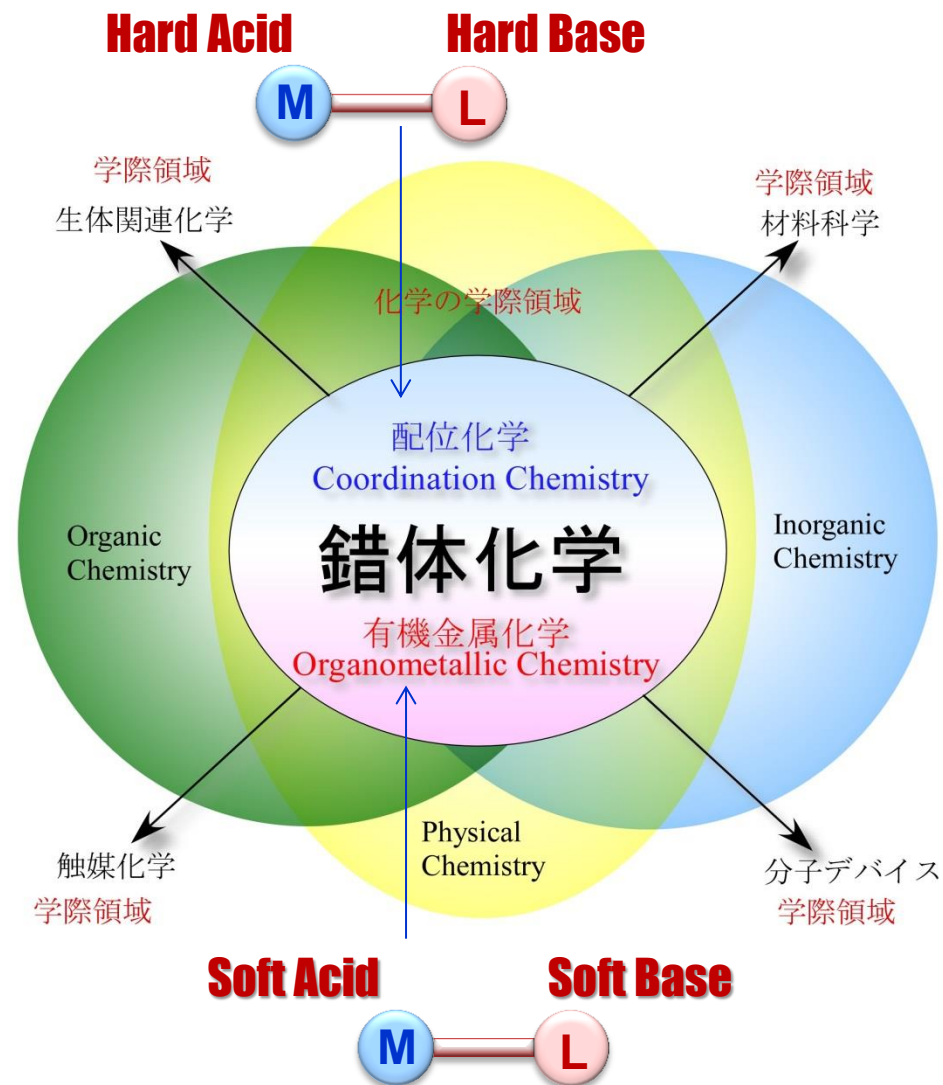 Hard Acid Hard Base
M L
学際領域
生体関連化学
学際領域
材料科学
化学の学際領域
配位化学
Coordination Chemistry
錯体化学
有機金属化学
Organometallic Chemistry
Organic
Chemistry
Inorganic
Chemistry
Physical
Chemistry
触媒化学
学際領域
分子デバイス
学際領域
Soft Acid Soft Base
M L